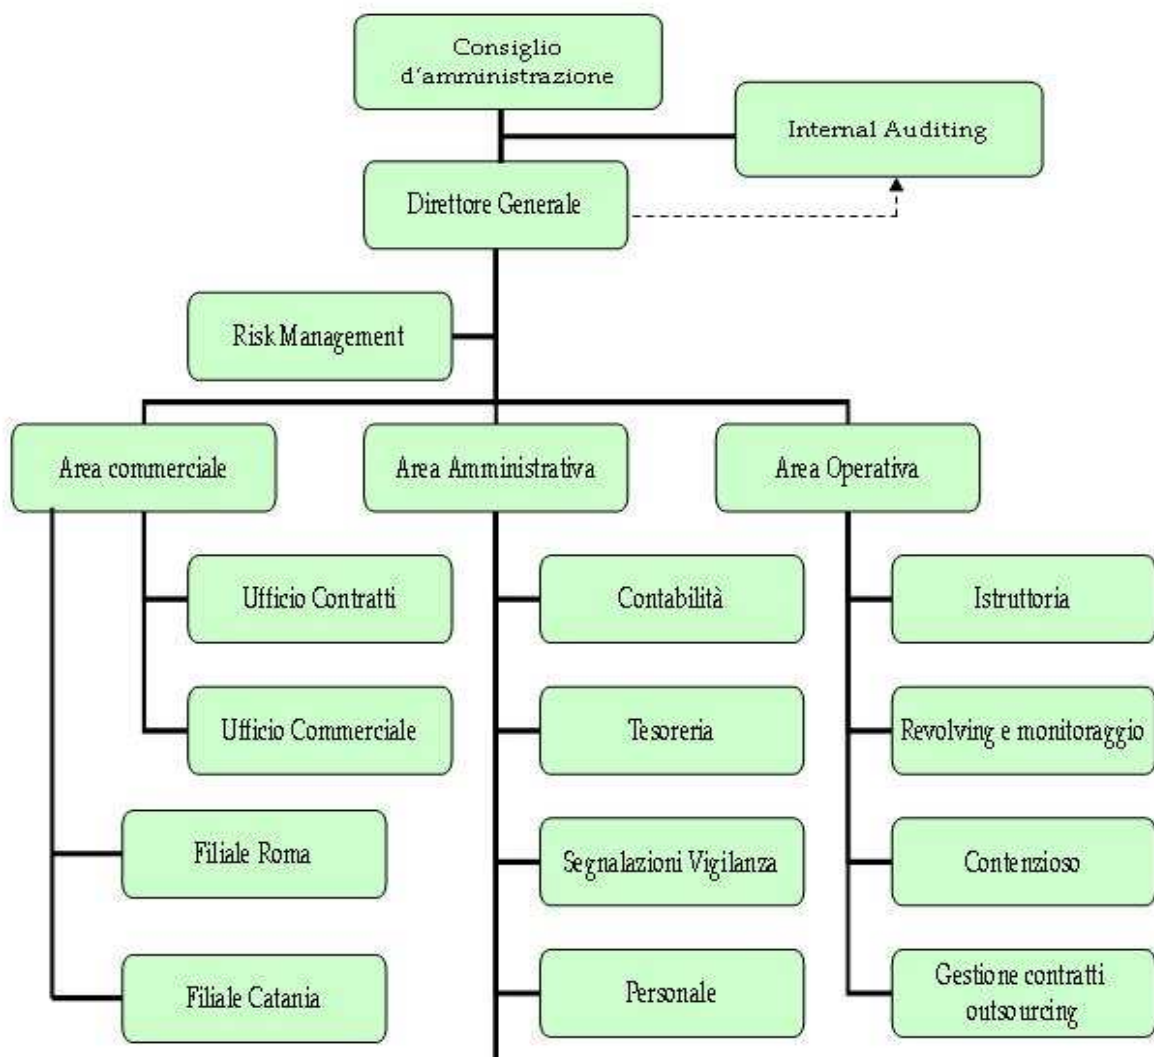 Consiglio
d'amministrazione
Internal Auditing
Direttore Generale
Risk Management
Area commerciale
Area Amministrativa
Area Operativa
Ufficio Contratti
Contabilità
Istruttoria
Ufficio Commerciale
Tesoreria
Revolving e monitoraggio
Filiale Roma
Segnalazioni Vigilanza
Contenzioso
Filiale Catania
Personale
Gestione contratti
outsourcing